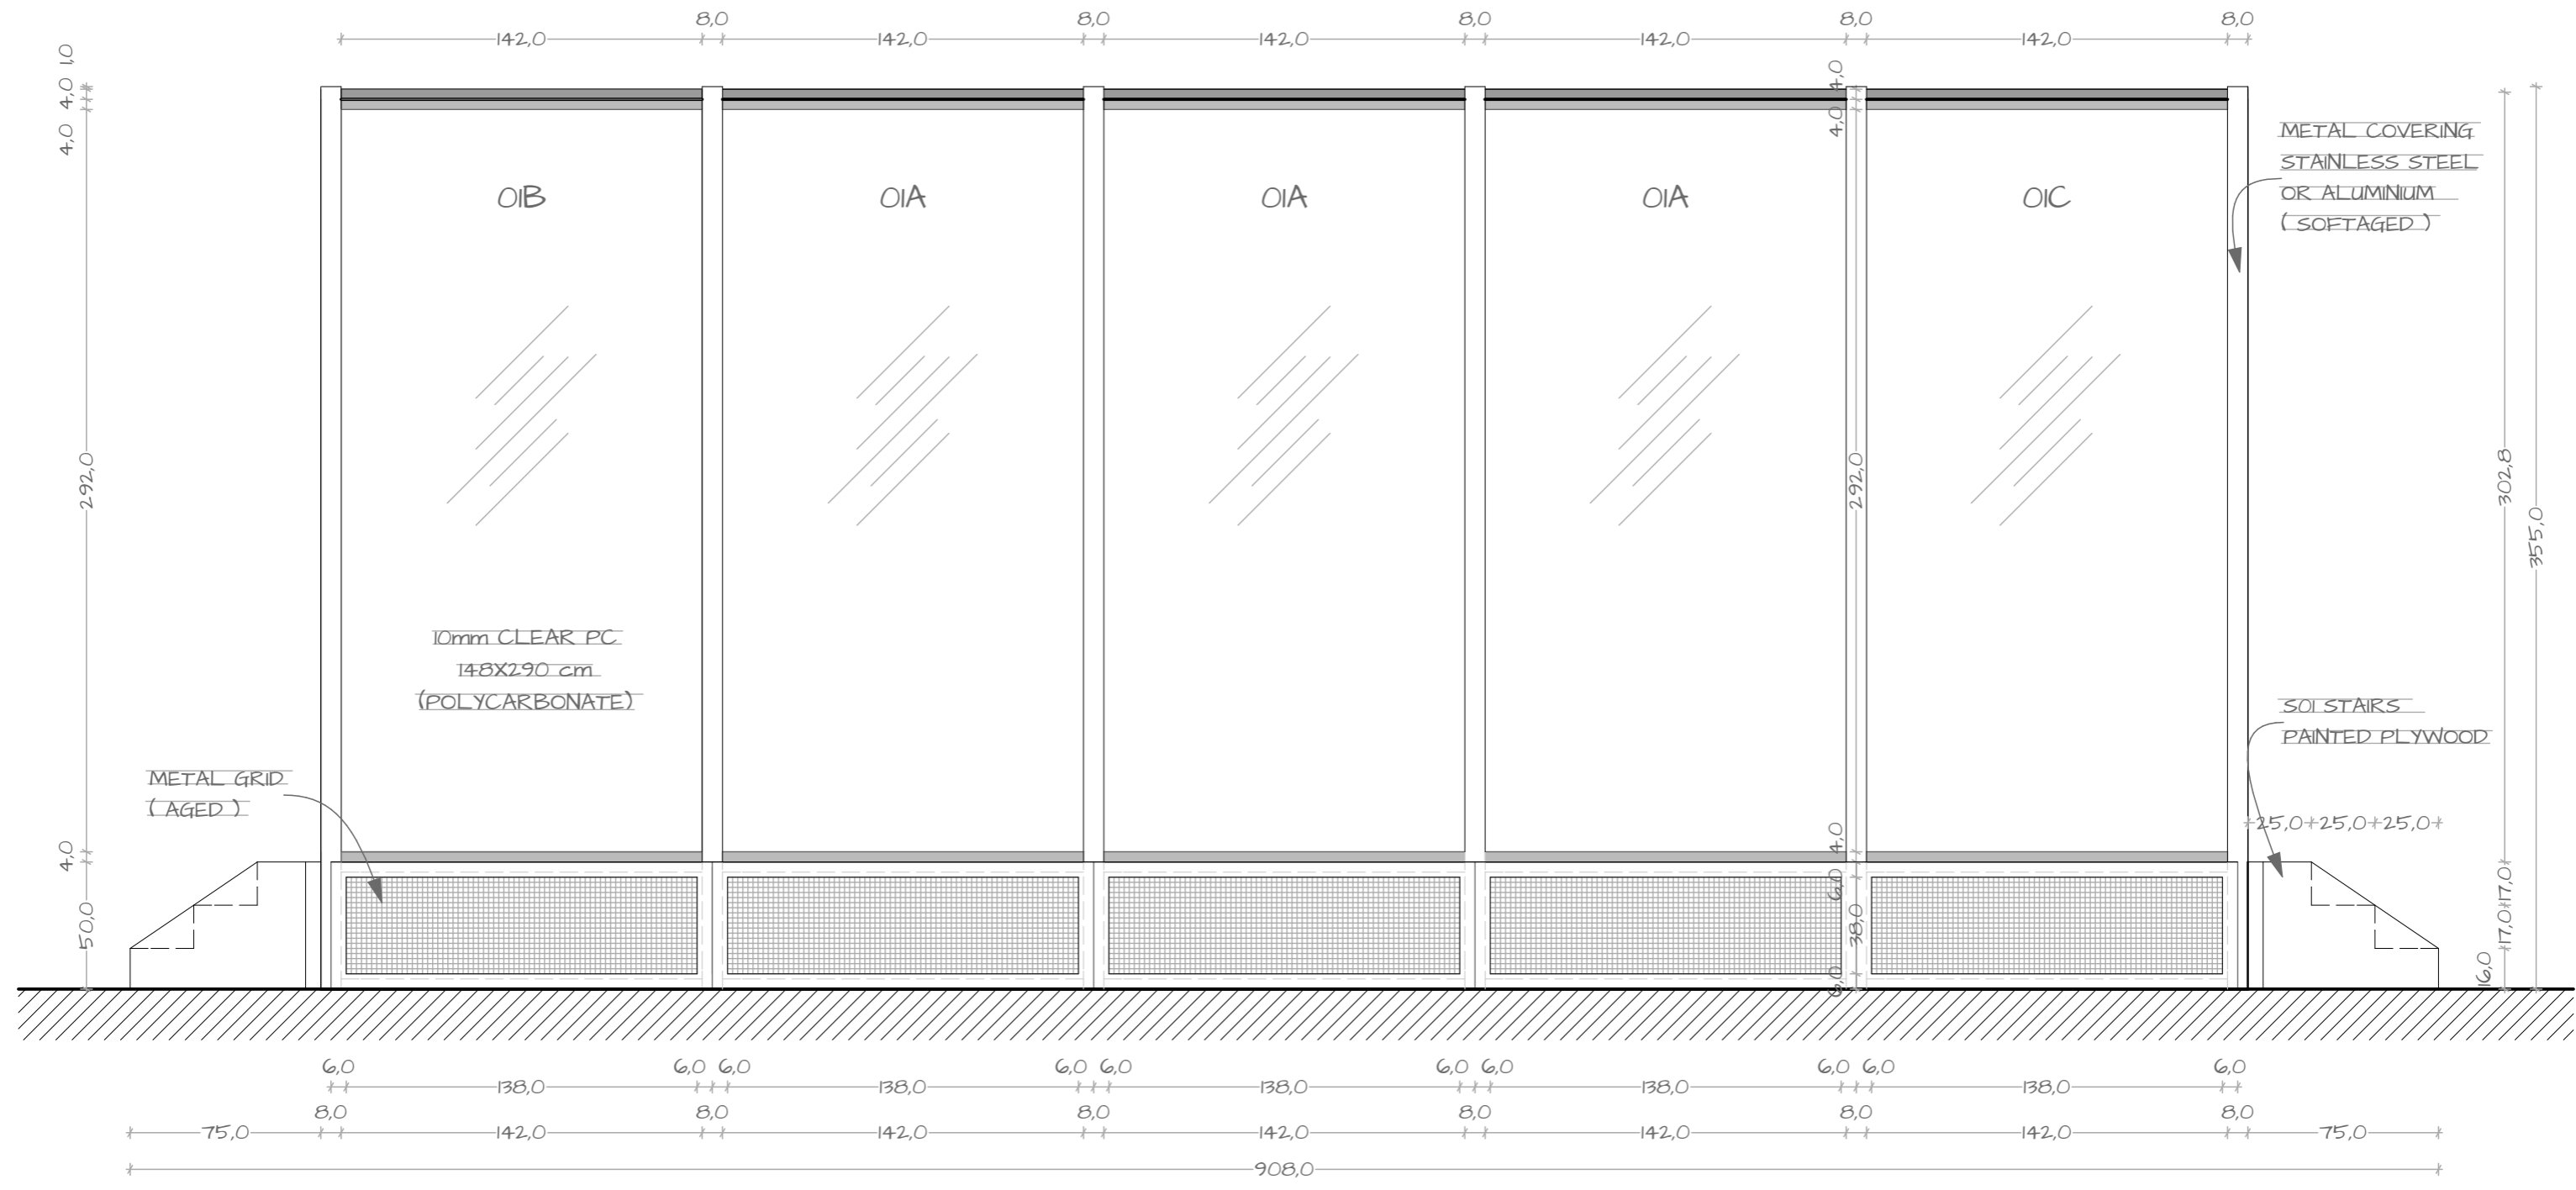 8,0 8,0 8,0 8,0 8,0
142,0 142,0 142,0 142,0 142,0
1,0
4,0
4,0
292,0
4,0
50,0
4,0
4,0
292,0
4,0
6,0
38,0
6,0
01B 01A 01A 01A 01C
METAL COVERING
STAINLESS STEEL
OR ALUMINIUM
( SOFTAGED )
302,8
355,0
10mm CLEAR PC
148X290 cm
(POLYCARBONATE)
S01 STAIRS
PAINTED PLYWOOD
METAL GRID
( AGED )
25,0 25,0 25,0
17,0
17,0
16,0
6,0 6,0 6,0 6,0 6,0 6,0 6,0 6,0 6,0 6,0
138,0 138,0 138,0 138,0 138,0
8,0 8,0 8,0 8,0 8,0 8,0
75,0 142,0 142,0 142,0 142,0 142,0 75,0
908,0